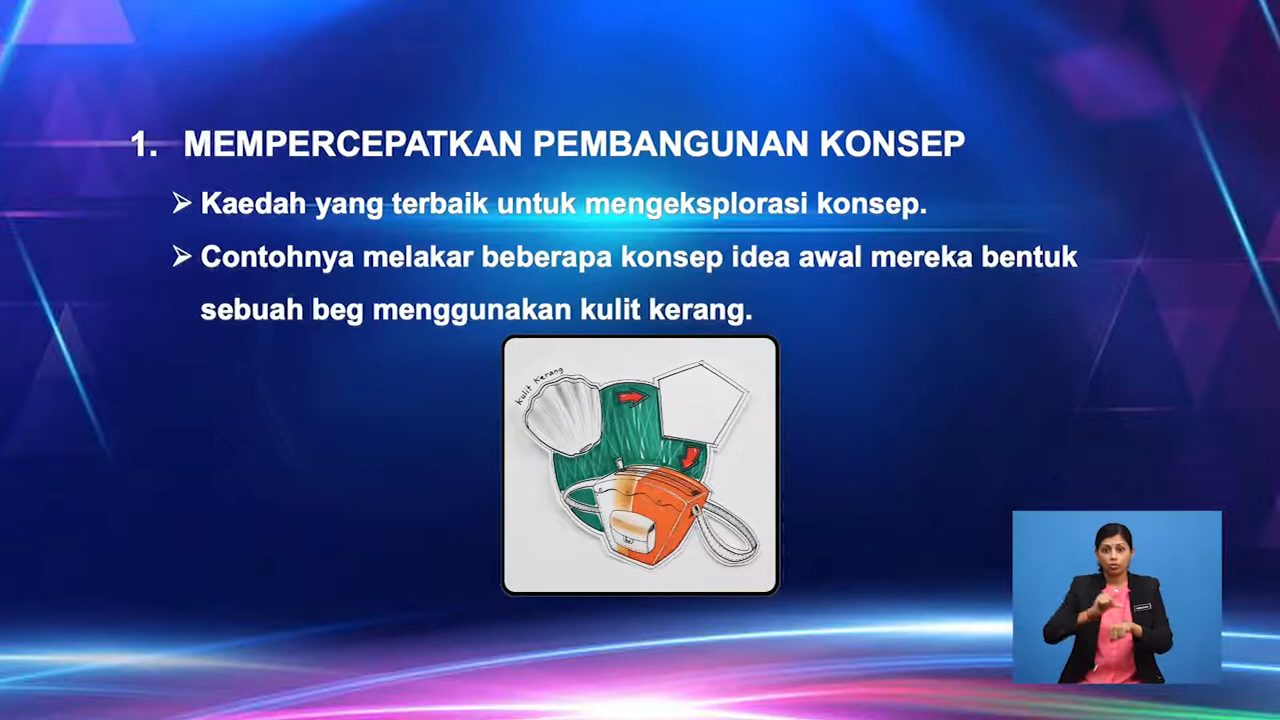 1. MEMPERCEPATKAN PEMBANGUNAN KONSEP
➢ Kaedah yang terbaik untuk mengeksplorasi konsep.
➢ Contohnya melakar beberapa konsep idea awal mereka bentuk
sebuah beg menggunakan kulit kerang.
Kulit Kerang